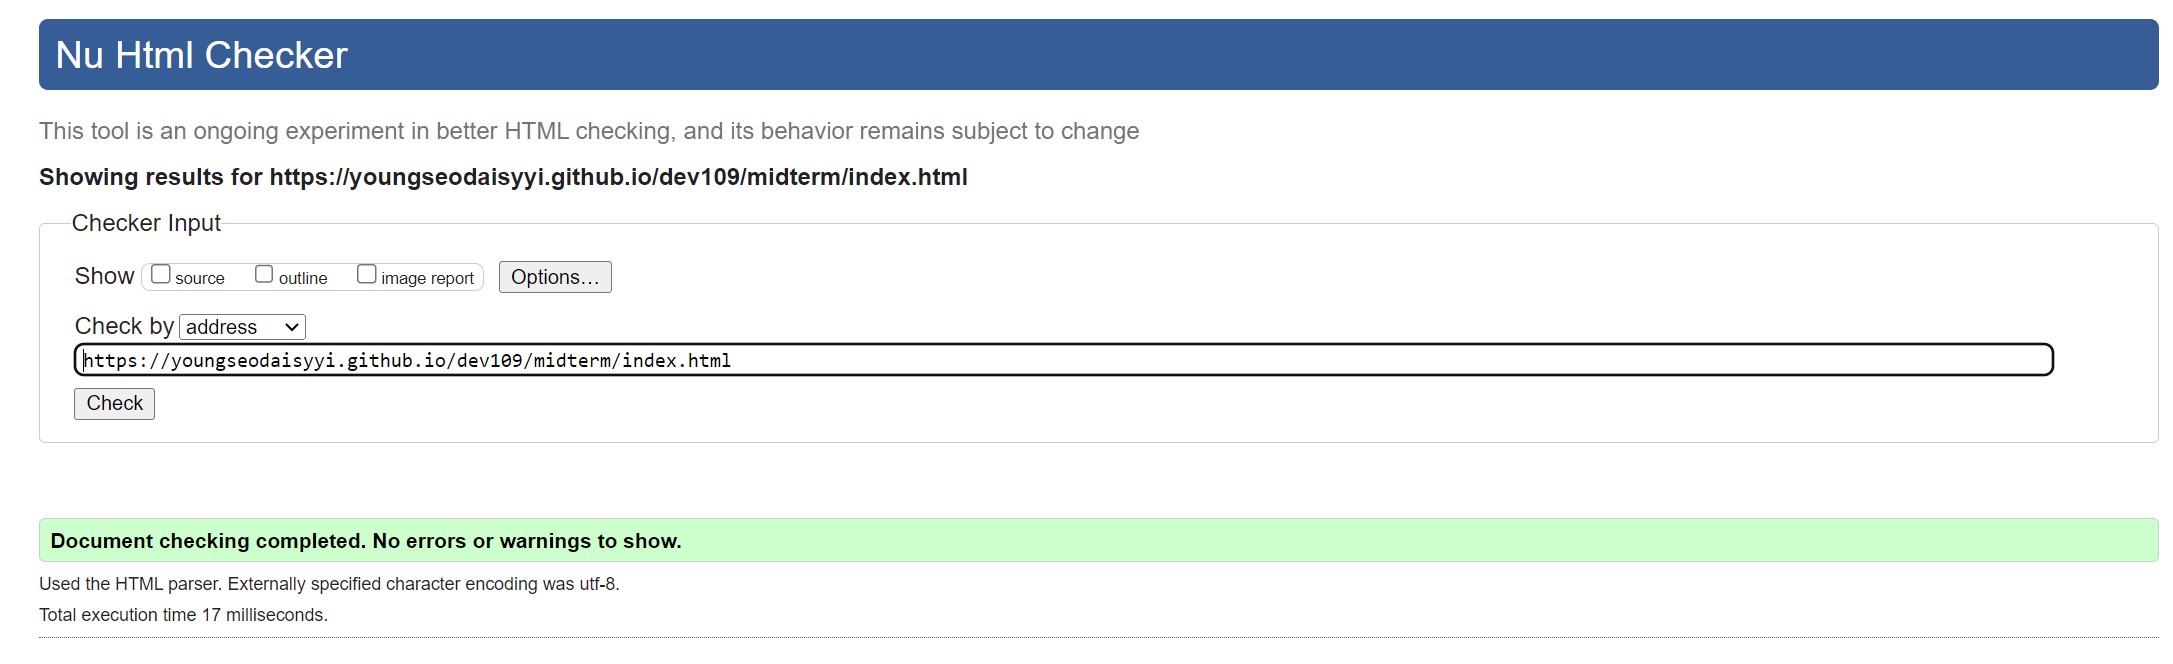 Nu Html Checker
This tool is an ongoing experiment in better HTML checking, and its behavior remains subject to change
Showing results for https://youngseodaisyyi.github.io/dev109/midterm/index.html
Checker Input
Show source outline image report Options...
Check by address
https://youngseodaisyyi.github.io/dev109/midterm/index.html
Check
Document checking completed. No errors or warnings to show.
Used the HTML parser. Externally specified character encoding was utf-8.
Total execution time 17 milliseconds.